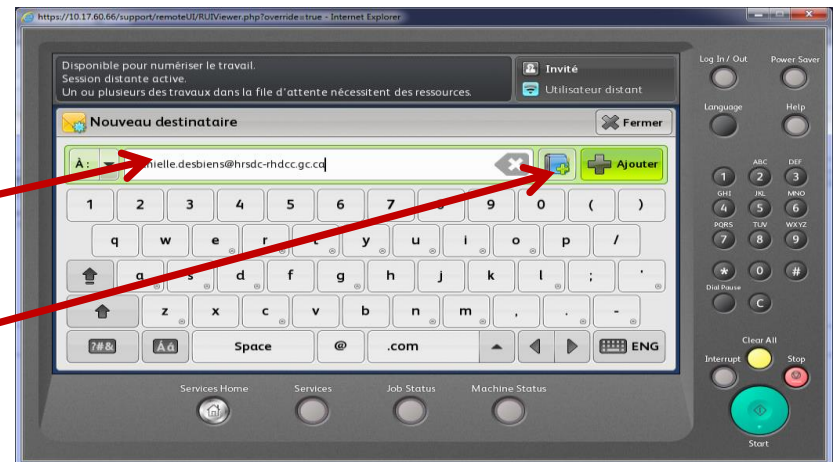 https://10.17.60.66/support/remoteUI/RUIViewer.php?override=true - Internet Explorer
Disponible pour numériser le travail.
Session distante active.
Un ou plusieurs des travaux dans la file d'attente nécessitent des ressources.
Invité
Utilisateur distant
Nouveau destinataire
Fermer
À:
nielle.desbiens@hrsdc-rhdcc.gc.ca
Ajouter
1 2 3 4 5 6 7 9 0 ( )
q w e r t y u i o p /
a s d f g h j k l ; '
z x c v b n m , . -
?#& Áá Space @ .com ENG
Services Home Services Job Status Machine Status
Log In / Out Power Saver
Language Help
ABC DEF
1 2 3
GHI JKL MNO
4 5 6
PQRS TUV WXYZ
7 8 9
* 0 #
Dial Pause
C
Clear All
Interrupt Stop
Start